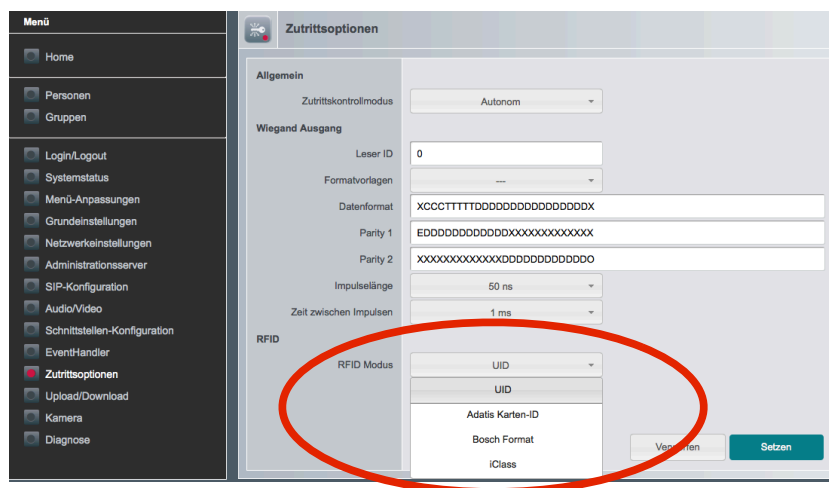 Menü
Home
Personen
Gruppen
Login/Logout
Systemstatus
Menü-Anpassungen
Grundeinstellungen
Netzwerkeinstellungen
Administrationsserver
SIP-Konfiguration
Audio/Video
Schnittstellen-Konfiguration
EventHandler
Zutrittsoptionen
Upload/Download
Kamera
Diagnose
Zutrittsoptionen
Allgemein
Zutrittskontrollmodus Autonom
Wiegand Ausgang
Leser ID 0
Formatvorlagen ---
Datenformat XCCCTTTTTDDDDDDDDDDDDDDDDX
Parity 1 EDDDDDDDDDDDDXXXXXXXXXXXXX
Parity 2 XXXXXXXXXXXXXDDDDDDDDDDDDO
Impulselänge 50 ns
Zeit zwischen Impulsen 1 ms
RFID
RFID Modus UID
UID
Adatis Karten-ID
Bosch Format
iClass
Verwerfen Setzen